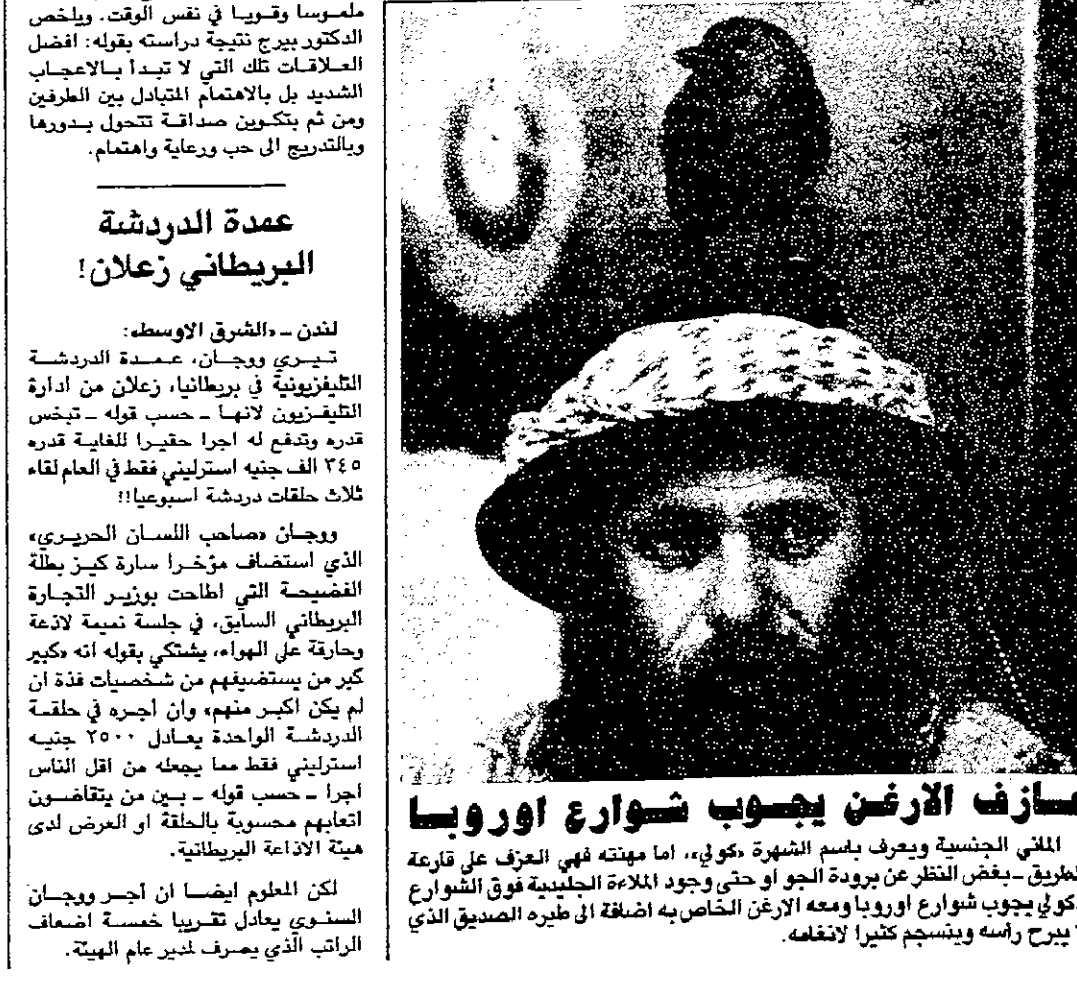 ملموسا وقويا في نفس الوقت. ويلخص
الدكتور بيرج نتيجة دراسته بقوله: افضل
العلاقات تلك التي لا تبدأ بالاعجاب
الشديد بل بالاهتمام المتبادل بين الطرفين
ومن ثم بتكوين صداقة تتحول بدورها
وبالتدريج الى حب ورعاية واهتمام.
عمدة الدردشة
البريطاني زعلان!
لندن ـ «الشرق الاوسط»:
تيري ووجان، عمدة الدردشة
التليفزيونية في بريطانيا، زعلان من ادارة
التليفزيون لانها ـ حسب قوله ـ تبخس
قدره وتدفع له اجرا حقيرا للغاية قدره
٣٤٥ الف جنيه استرليني فقط في العام لقاء
ثلاث حلقات دردشة اسبوعيا!!
ووجان «صاحب اللسان الحريري»
الذي استضاف مؤخرا سارة كيز بطلة
الفضيحة التي اطاحت بوزير التجارة
البريطاني السابق، في جلسة نميمة لاذعة
وحارقة على الهواء، يشتكي بقوله انه «كبير
كبر من يستضيفهم من شخصيات فذة ان
لم يكن اكبر منهم» وان أجره في حلقة
الدردشة الواحدة يعادل ٢٥٠٠ جنيه
استرليني فقط مما يجعله من اقل الناس
اجرا ـ حسب قوله ـ بين من يتقاضون
اتعابهم محسوبة بالحلقة او العرض لدى
هيئة الاذاعة البريطانية.
لكن المعلوم ايضا ان أجر ووجان
السنوي يعادل تقريبا خمسة اضعاف
الراتب الذي يصرف لمدير عام الهيئة.
عازف الارغن يجوب شوارع اوروبا
الماني الجنسية ويعرف باسم الشهرة «كولي»، اما مهنته فهي العزف على قارعة
الطريق ـ بغض النظر عن برودة الجو او حتى وجود الملاءة الجليدية فوق الشوارع
كولي يجوب شوارع اوروبا ومعه الارغن الخاص به اضافة الى طيره الصديق الذي
لا يبرح راسه وينسجم كثيرا لانغامه.